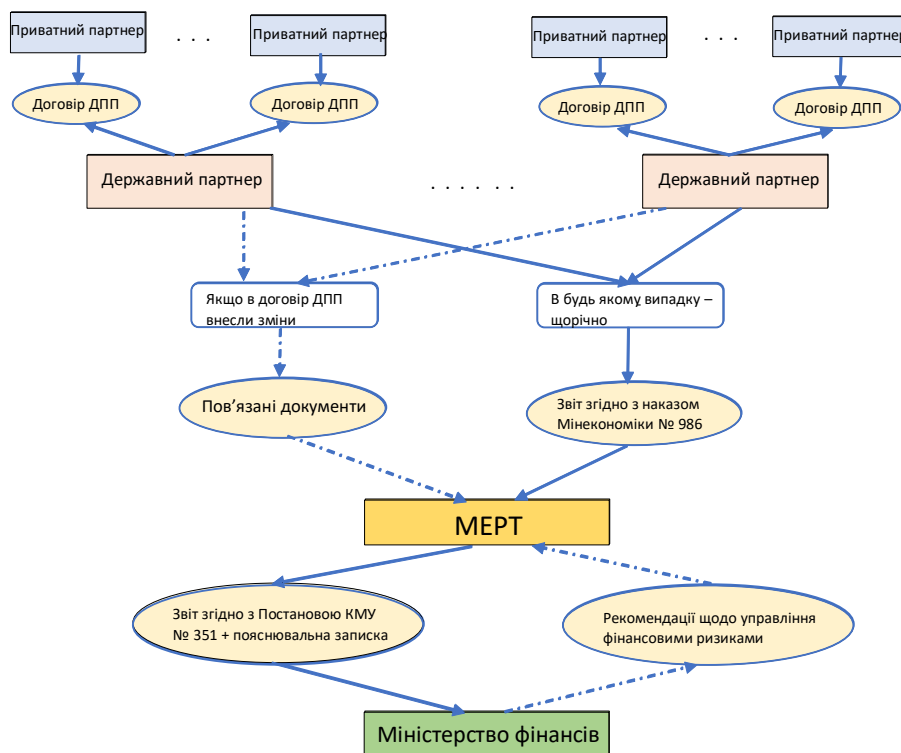 Приватний партнер
. . .
Приватний партнер
Приватний партнер
. . .
Приватний партнер
Договір ДПП
Договір ДПП
Договір ДПП
Договір ДПП
Державний партнер
. . . . . .
Державний партнер
Якщо в договір ДПП
внесли зміни
В будь якому випадку –
щорічно
Пов’язані документи
Звіт згідно з наказом
Мінекономіки № 986
МЕРТ
Звіт згідно з Постановою КМУ
№ 351 + пояснювальна записка
Рекомендації щодо управління
фінансовими ризиками
Міністерство фінансів